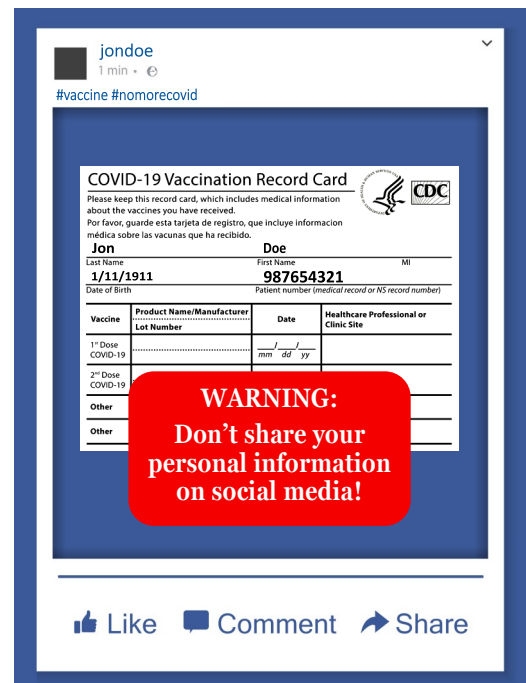 jondoe
1 min
#vaccine #nomorecovid
COVID-19 Vaccination Record Card
CDC
Please keep this record card, which includes medical information
about the vaccines you have received.
Por favor, guarde esta tarjeta de registro, que incluye informacion
médica sobre las vacunas que ha recibido.
Jon Doe
Last Name First Name MI
1/11/1911 987654321
Date of Birth Patient number (medical record or NS record number)
Vaccine Product Name/Manufacturer Date Healthcare Professional or
Lot Number Clinic Site
1st Dose
COVID-19 __/__/__
mm dd yy
2nd Dose
COVID-19
Other
Other
WARNING:
Don’t share your
personal information
on social media!
Like Comment Share